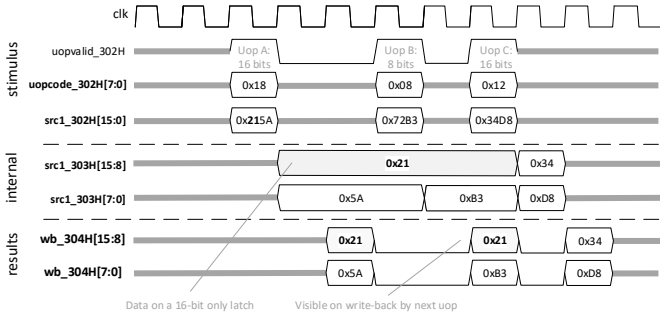 clk
stimulus
uopvalid_302H
Uop A:
16 bits
Uop B:
8 bits
Uop C:
16 bits
uopcode_302H[7:0]
0x18
0x08
0x12
src1_302H[15:0]
0x215A
0x72B3
0x34D8
internal
src1_303H[15:8]
0x21
0x34
src1_303H[7:0]
0x5A
0xB3
0xD8
results
wb_304H[15:8]
0x21
0x21
0x34
wb_304H[7:0]
0x5A
0xB3
0xD8
Data on a 16-bit only latch
Visible on write-back by next uop